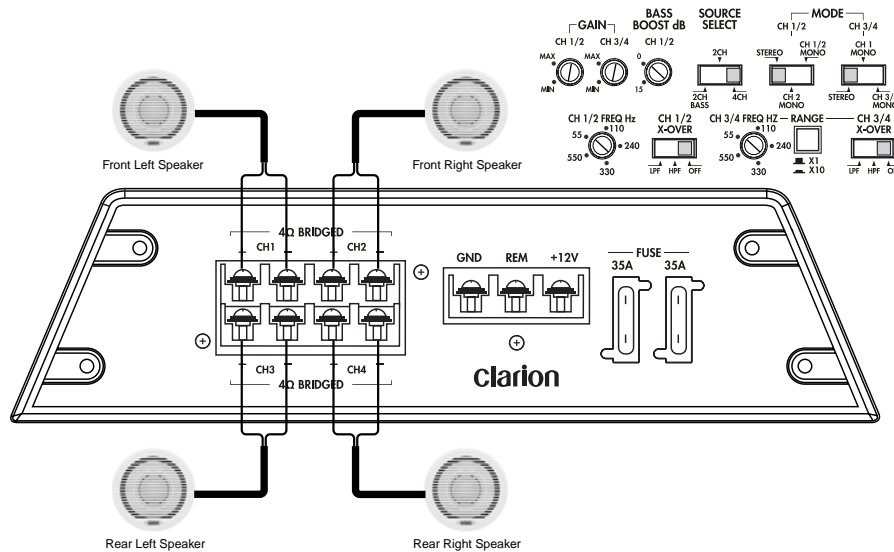 GAIN
CH 1/2 CH 3/4
MAX MAX
MIN MIN
BASS
BOOST dB
CH 1/2
0
15
SOURCE
SELECT
2CH
2CH
BASS
4CH
MODE
CH 1/2 CH 3/4
STEREO
CH 1/2
MONO
CH 2
MONO
CH 1
MONO
STEREO
MONO
CH 1/2 FREQ Hz
55 110
240
550
330
CH 1/2
X-OVER
LPF HPF OFF
CH 3/4 FREQ HZ
55 110
240
550
330
RANGE
X1
X10
CH 3/4
X-OVER
LPF HPF
Front Left Speaker
Front Right Speaker
4Ω BRIDGED
CH1 CH2
GND REM +12V
FUSE
35A 35A
CH3 CH4
4Ω BRIDGED
clarion
Rear Left Speaker
Rear Right Speaker